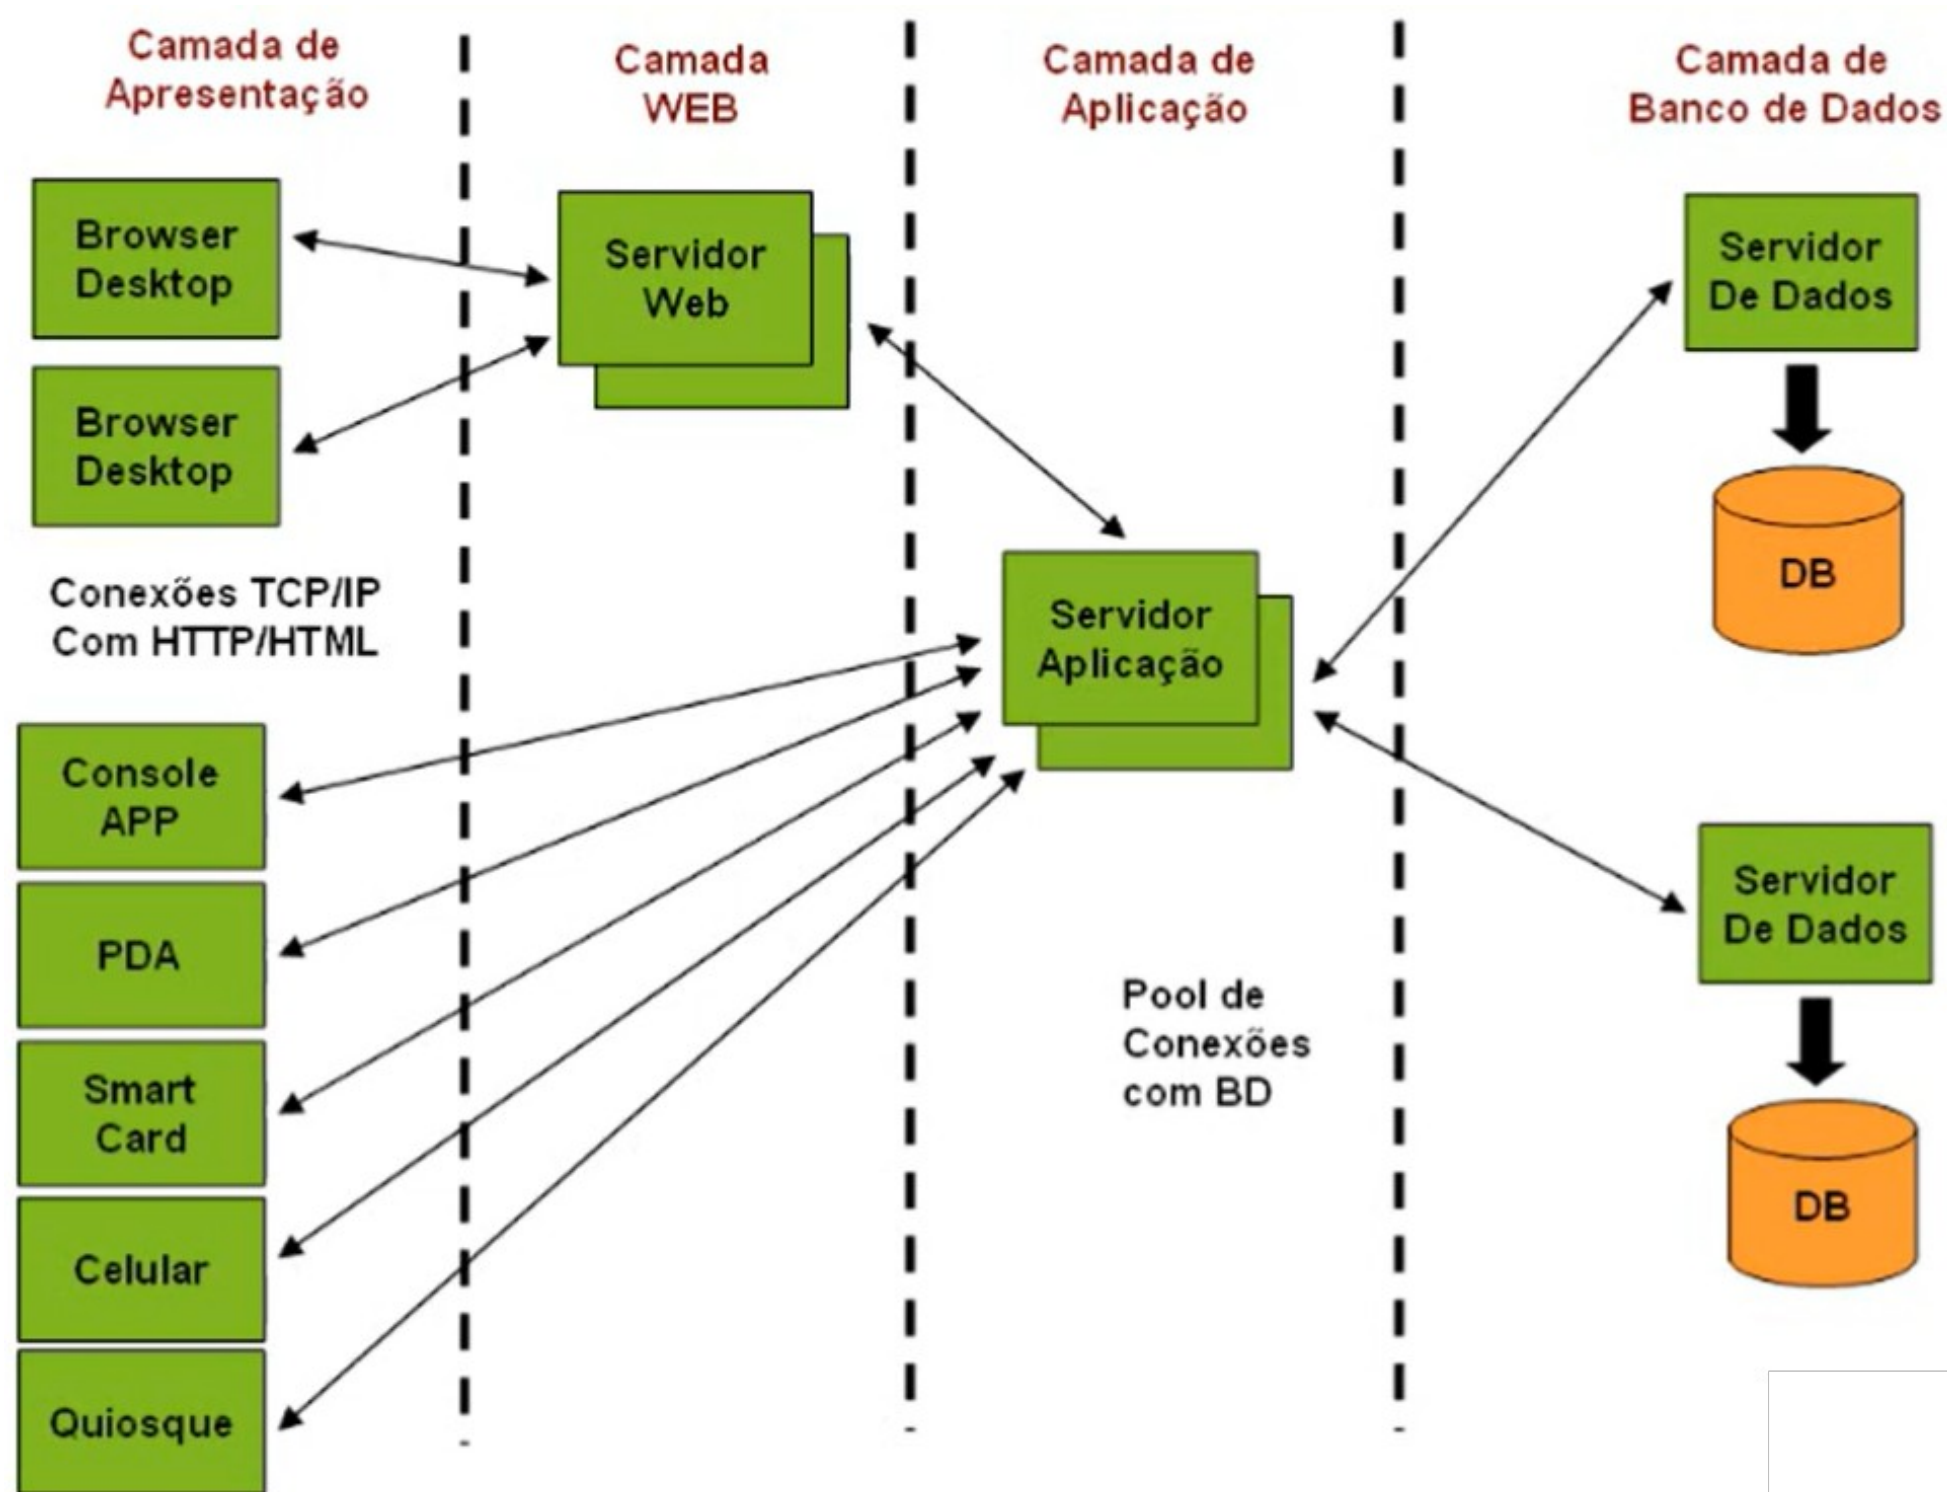 Camada de
Apresentação
Camada
WEB
Camada de
Aplicação
Camada de
Banco de Dados
Browser
Desktop
Browser
Desktop
Conexões TCP/IP
Com HTTP/HTML
Console
APP
PDA
Smart
Card
Celular
Quiosque
Servidor
Web
Servidor
Aplicação
Pool de
Conexões
com BD
Servidor
De Dados
DB
Servidor
De Dados
DB